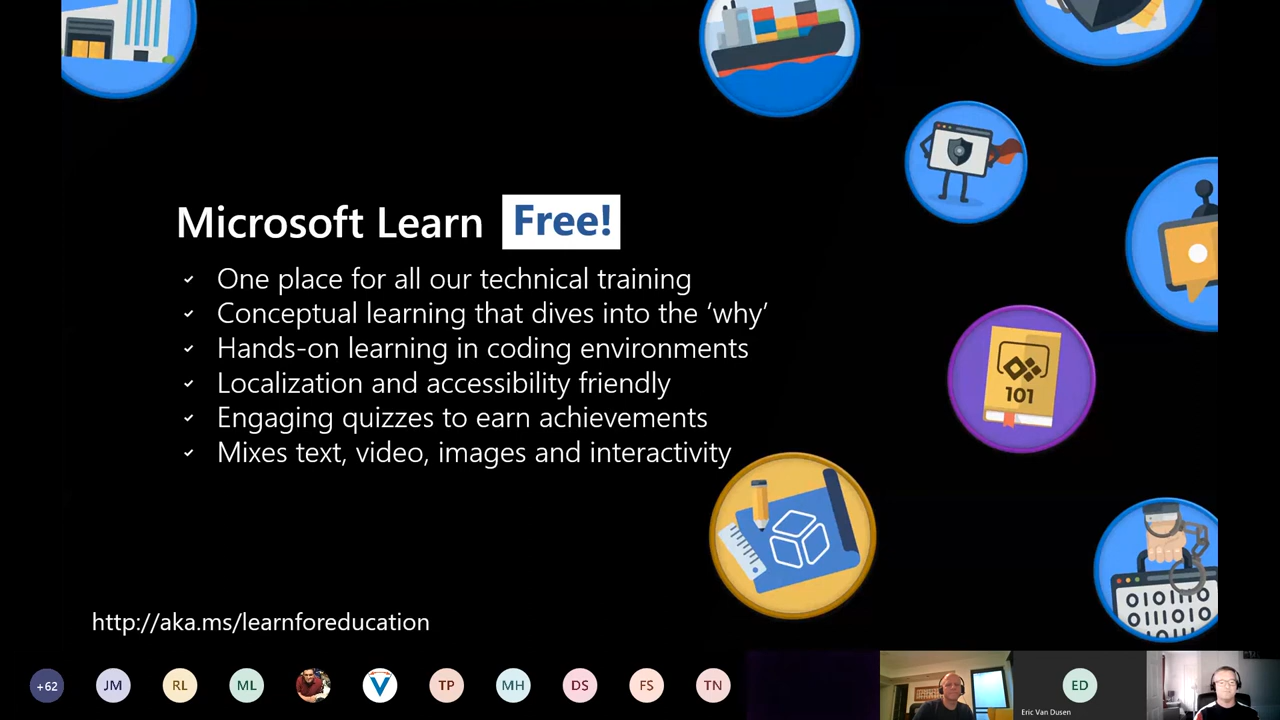 Microsoft Learn Free!
One place for all our technical training
Conceptual learning that dives into the ‘why’
Hands-on learning in coding environments
Localization and accessibility friendly
Engaging quizzes to earn achievements
Mixes text, video, images and interactivity
101
010110
011010
http://aka.ms/learnforeducation
+62 JM RL ML V TP MH DS FS TN ED
Eric Van Dusen